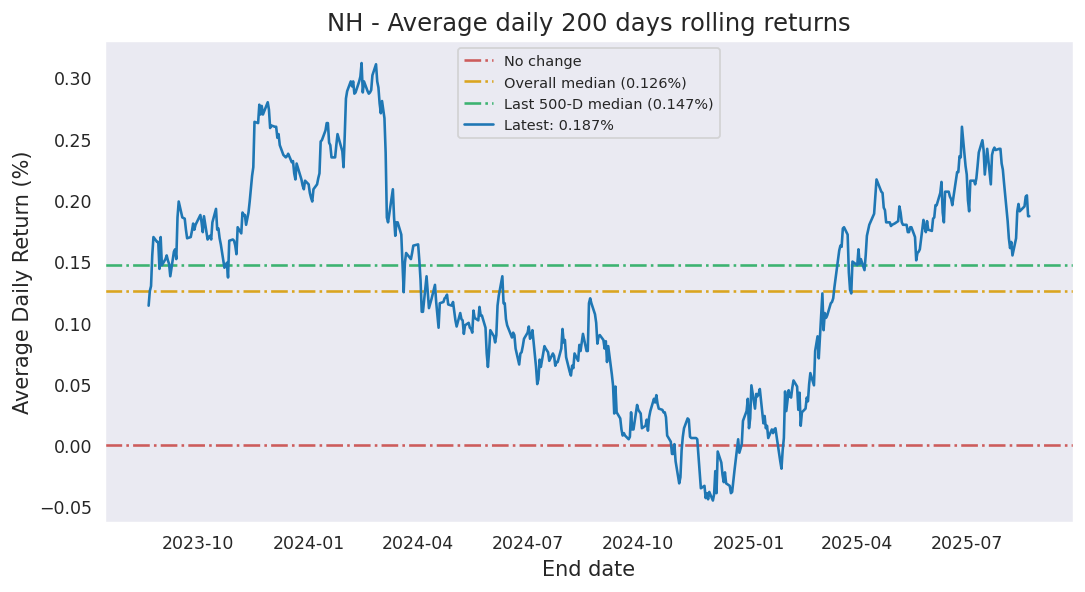 NH - Average daily 200 days rolling returns
No change
Overall median (0.126%)
Last 500-D median (0.147%)
Latest: 0.187%
Average Daily Return (%)
0.30
0.25
0.20
0.15
0.10
0.05
0.00
−0.05
2023-10 2024-01 2024-04 2024-07 2024-10 2025-01 2025-04 2025-07
End date